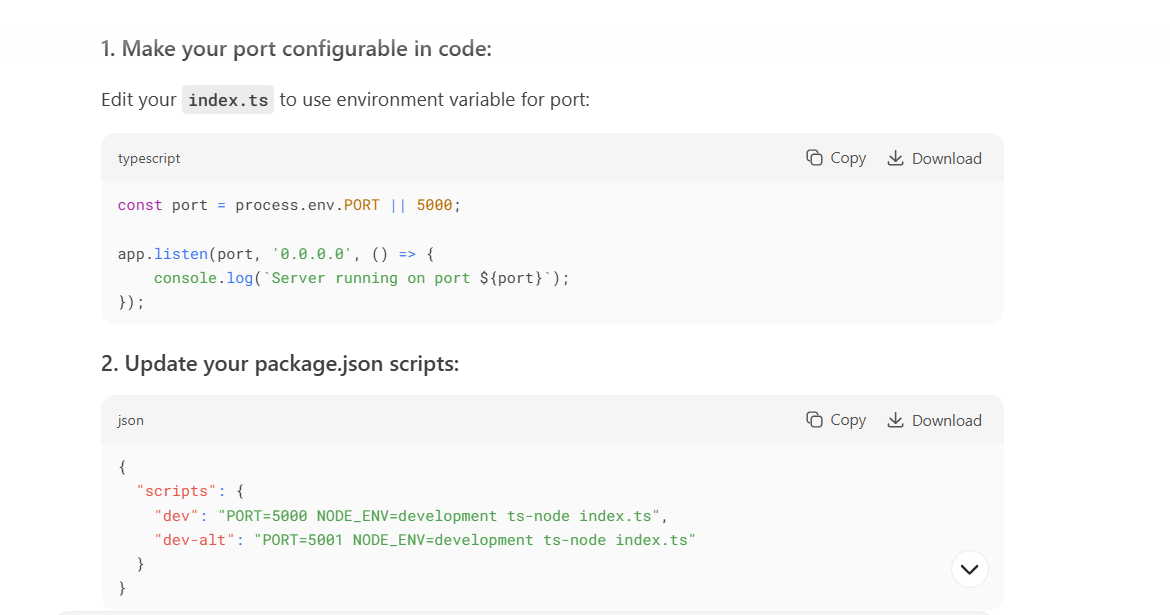 1. Make your port configurable in code:
Edit your index.ts to use environment variable for port:
typescript
Copy
Download
const port = process.env.PORT || 5000;
app.listen(port, '0.0.0.0', () => {
    console.log(`Server running on port ${port}`);
});
2. Update your package.json scripts:
json
Copy
Download
{
  "scripts": {
    "dev": "PORT=5000 NODE_ENV=development ts-node index.ts",
    "dev-alt": "PORT=5001 NODE_ENV=development ts-node index.ts"
  }
}